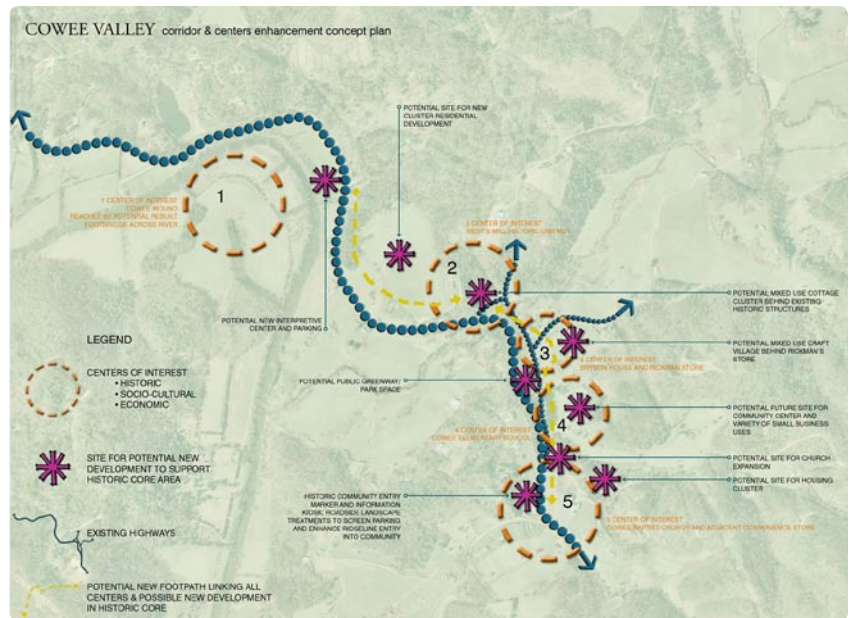 COWEE VALLEY corridor & centers enhancement concept plan
POTENTIAL SITE FOR NEW
CLUSTER RESIDENTIAL
DEVELOPMENT
1
1 CENTER OF INTEREST:
COWEE MOUND
REACHED BY POTENTIAL REBUILT
FOOTBRIDGE ACROSS RIVER
2 CENTER OF INTEREST:
WEST'S MILL HISTORIC DISTRICT
2
POTENTIAL NEW INTERPRETIVE
CENTER AND PARKING
POTENTIAL MIXED USE COTTAGE
CLUSTER BEHIND EXISTING
HISTORIC STRUCTURES
3
POTENTIAL MIXED USE CRAFT
VILLAGE BEHIND RICKMAN'S
STORE
3 CENTER OF INTEREST:
BRYSON HOUSE AND RICKMAN STORE
POTENTIAL PUBLIC GREENWAY/
PARK SPACE
4
4 CENTER OF INTEREST:
COWEE ELEMENTARY SCHOOL
POTENTIAL FUTURE SITE FOR
COMMUNITY CENTER AND
VARIETY OF SMALL BUSINESS
USES
POTENTIAL SITE FOR CHURCH
EXPANSION
POTENTIAL SITE FOR HOUSING
CLUSTER
HISTORIC COMMUNITY ENTRY
MARKER AND INFORMATION
KIOSK; ROADSIDE LANDSCAPE
TREATMENTS TO SCREEN PARKING
AND ENHANCE RIDGELINE ENTRY
INTO COMMUNITY
5
5 CENTER OF INTEREST:
COWEE BAPTIST CHURCH AND ADJACENT CONVENIENCE STORE
LEGEND
CENTERS OF INTEREST
• HISTORIC
• SOCIO-CULTURAL
• ECONOMIC
SITE FOR POTENTIAL NEW
DEVELOPMENT TO SUPPORT
HISTORIC CORE AREA
EXISTING HIGHWAYS
POTENTIAL NEW FOOTPATH LINKING ALL
CENTERS & POSSIBLE NEW DEVELOPMENT
IN HISTORIC CORE